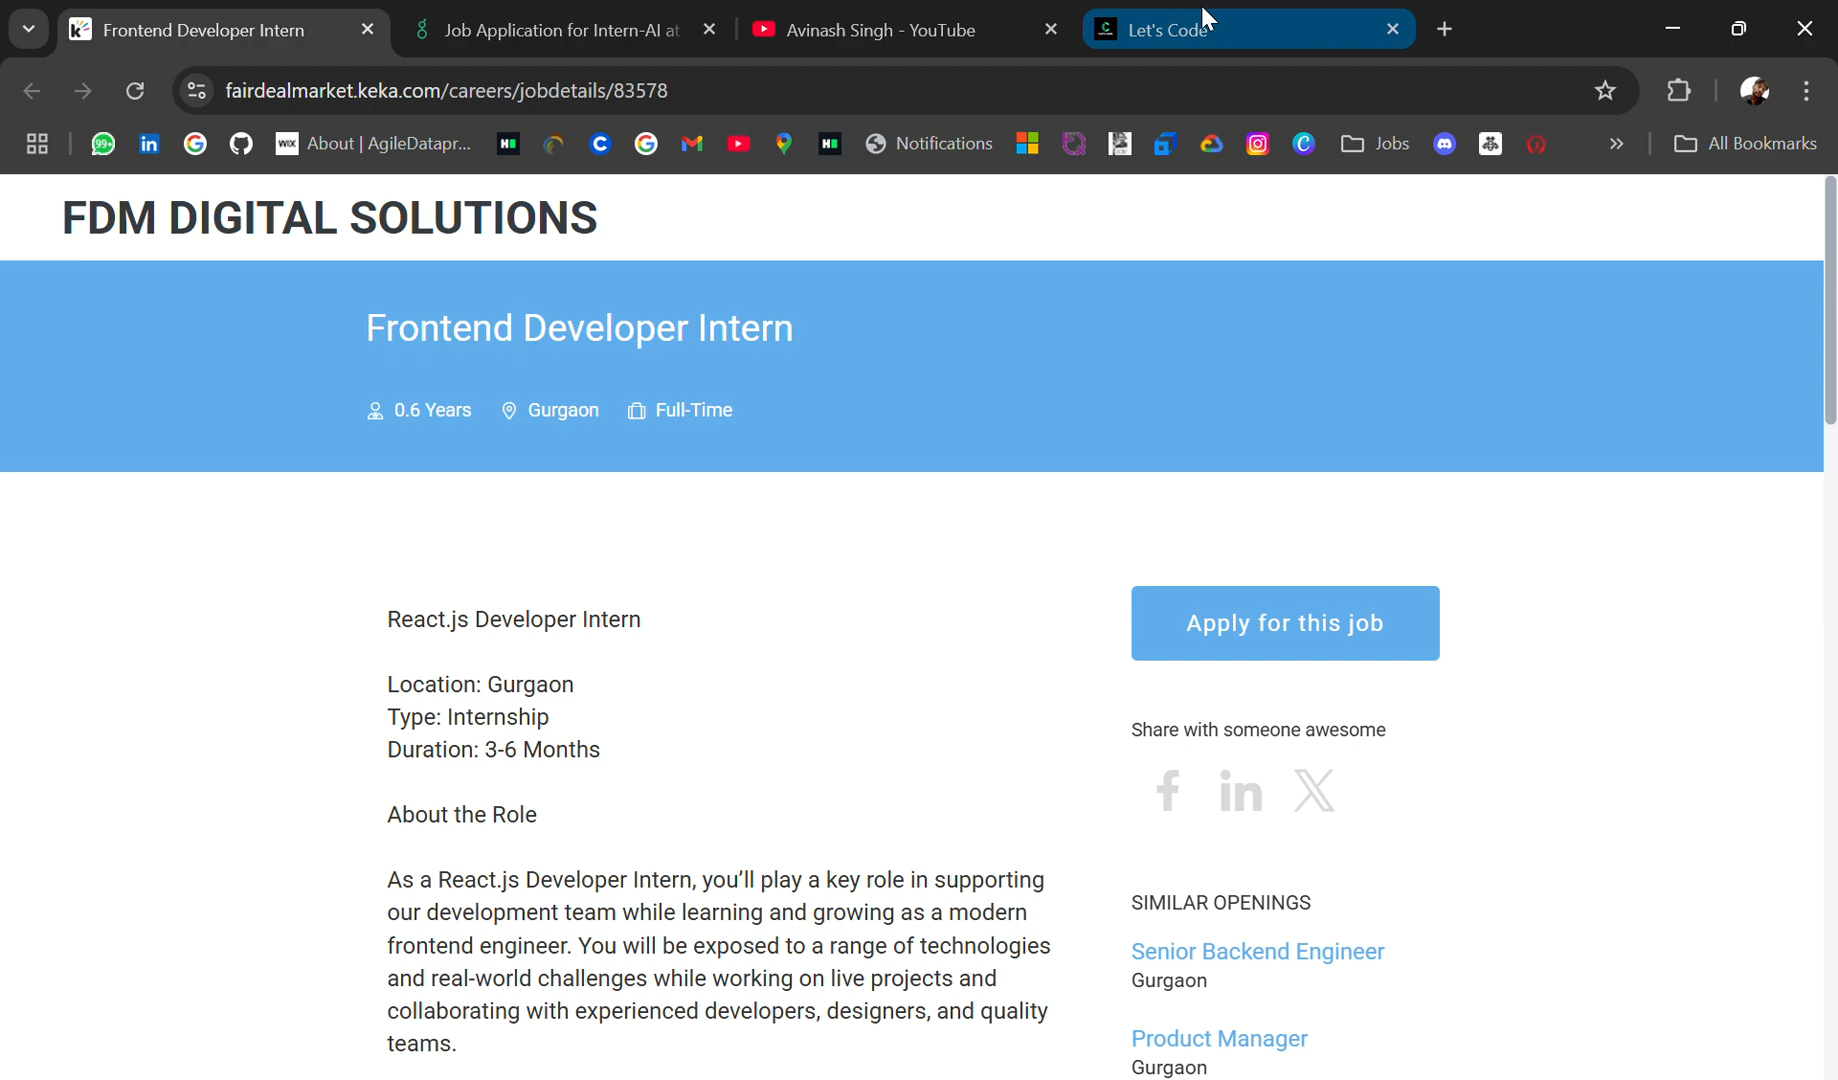 Frontend Developer Intern
Job Application for Intern-AI at
Avinash Singh - YouTube
Let's Code
fairdealmarket.keka.com/careers/jobdetails/83578
99+
WIX
About | AgileDatapr...
Notifications
Jobs
All Bookmarks
FDM DIGITAL SOLUTIONS
Frontend Developer Intern
0.6 Years
Gurgaon
Full-Time
React.js Developer Intern
Location: Gurgaon
Type: Internship
Duration: 3-6 Months
About the Role
As a React.js Developer Intern, you’ll play a key role in supporting
our development team while learning and growing as a modern
frontend engineer. You will be exposed to a range of technologies
and real-world challenges while working on live projects and
collaborating with experienced developers, designers, and quality
teams.
Apply for this job
Share with someone awesome
SIMILAR OPENINGS
Senior Backend Engineer
Gurgaon
Product Manager
Gurgaon